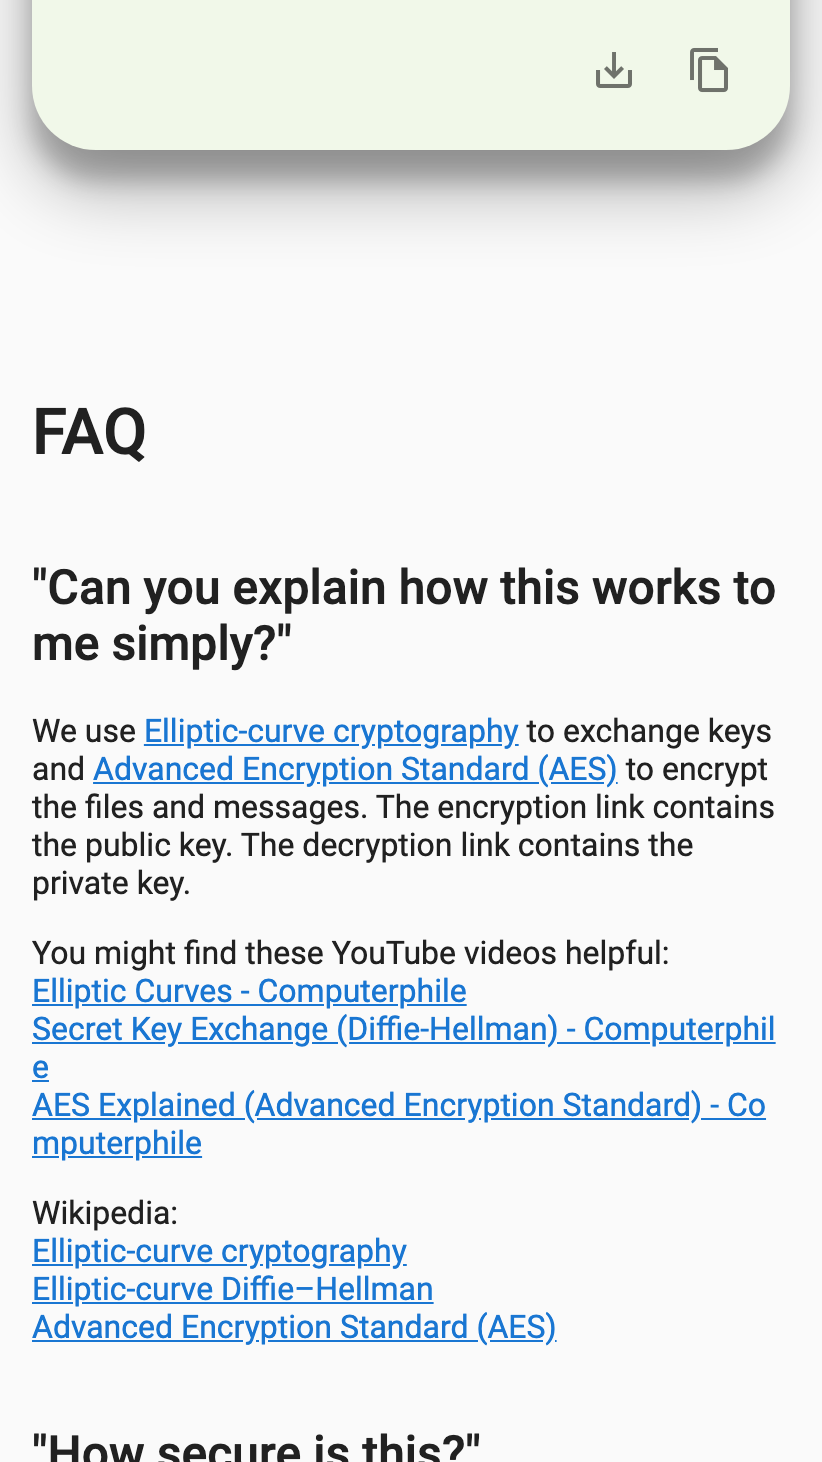 FAQ
"Can you explain how this works to
me simply?"
We use Elliptic-curve cryptography to exchange keys
and Advanced Encryption Standard (AES) to encrypt
the files and messages. The encryption link contains
the public key. The decryption link contains the
private key.
You might find these YouTube videos helpful:
Elliptic Curves - Computerphile
Secret Key Exchange (Diffie-Hellman) - Computerphil
e
AES Explained (Advanced Encryption Standard) - Co
mputerphile
Wikipedia:
Elliptic-curve cryptography
Elliptic-curve Diffie–Hellman
Advanced Encryption Standard (AES)
"How secure is this?"